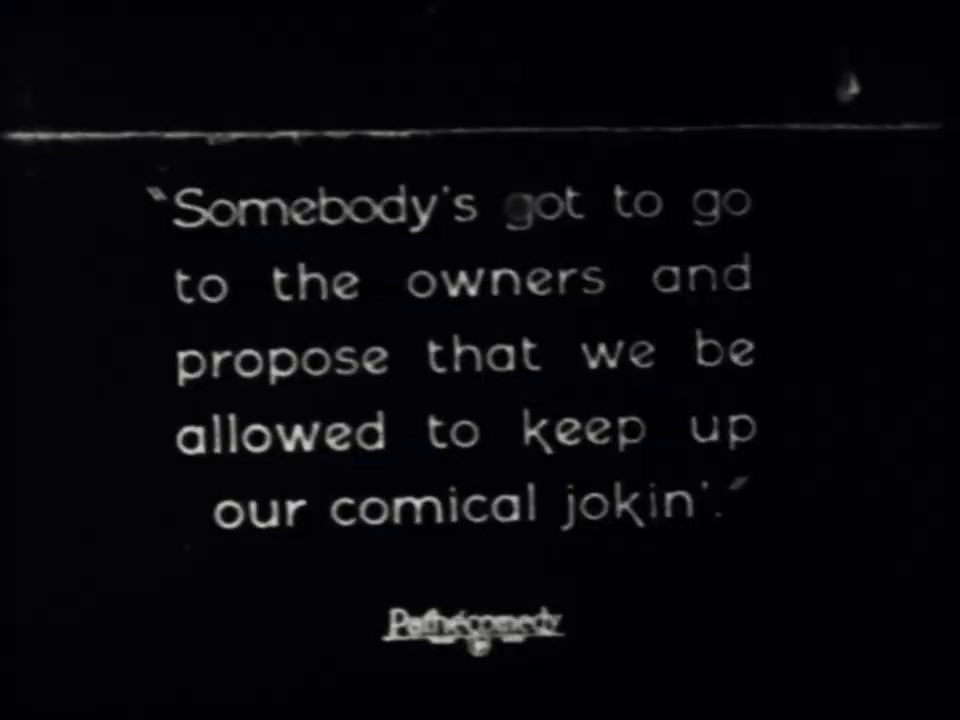 "Somebody's got to go
to the owners and
propose that we be
allowed to keep up
our comical jokin'."
Pathécomedy